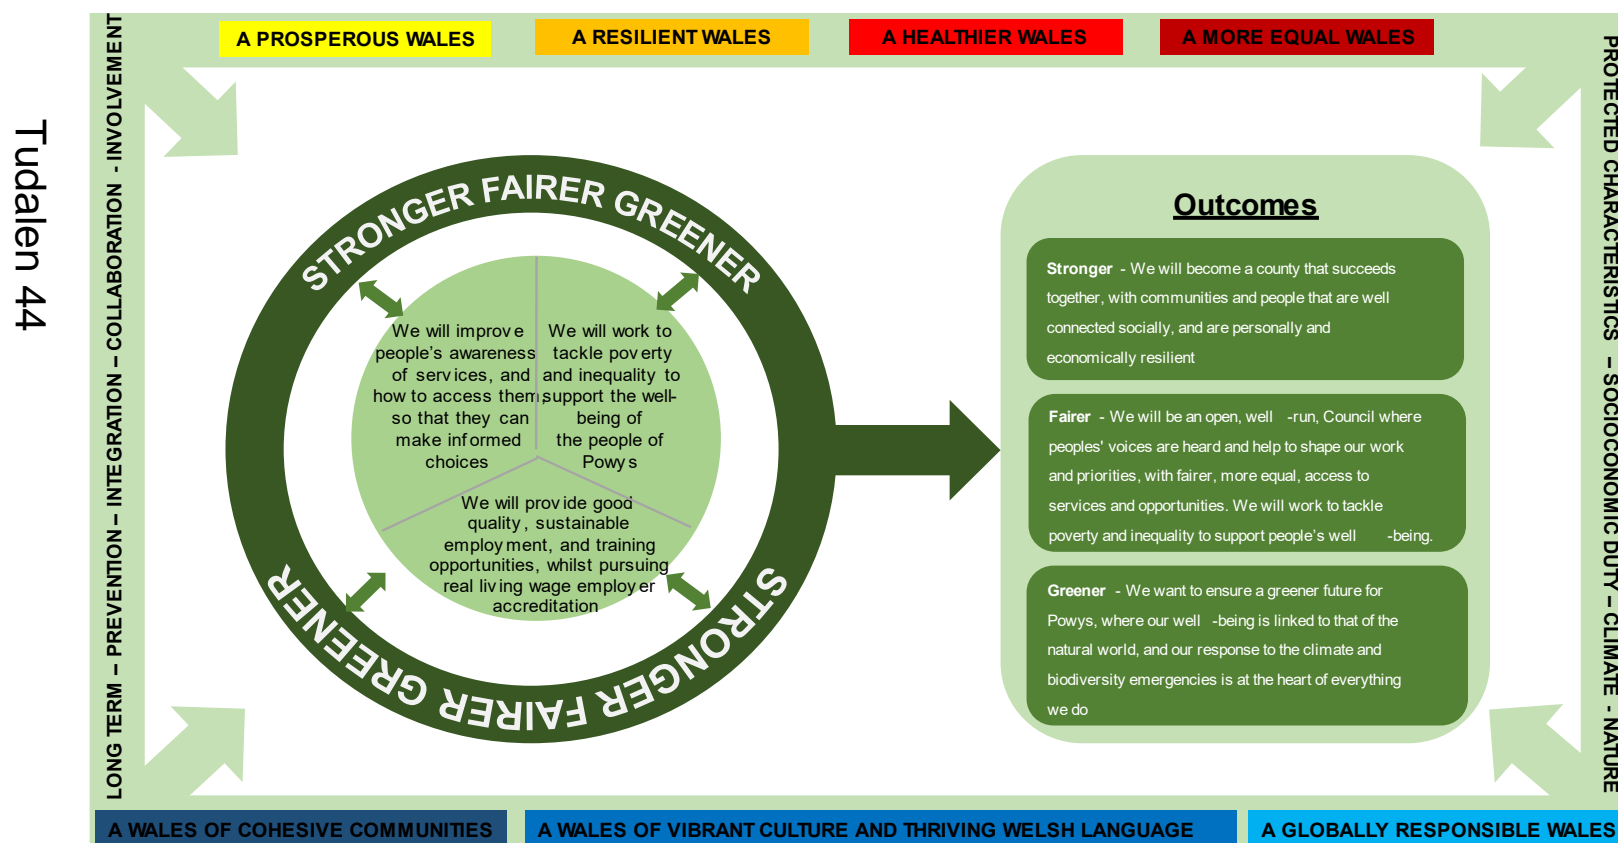 Tudalen 44
A PROSPEROUS WALES
A RESILIENT WALES
A HEALTHIER WALES
A MORE EQUAL WALES
LONG TERM – PREVENTION – INTEGRATION – COLLABORATION - INVOLVEMENT
STRONGER FAIRER GREENER
We will improve
people's awareness
of services, and
how to access them,
so that they can
make informed
choices
We will work to
tackle poverty
and inequality to
support the well-
being of
the people of
Powys
We will provide good
quality, sustainable
employment, and training
opportunities, whilst pursuing
real living wage employer
accreditation
STRONGER FAIRER GREENER
Outcomes
Stronger - We will become a county that succeeds
together, with communities and people that are well
connected socially, and are personally and
economically resilient
Fairer - We will be an open, well -run, Council where
peoples' voices are heard and help to shape our work
and priorities, with fairer, more equal, access to
services and opportunities. We will work to tackle
poverty and inequality to support people's well -being.
Greener - We want to ensure a greener future for
Powys, where our well -being is linked to that of the
natural world, and our response to the climate and
biodiversity emergencies is at the heart of everything
we do
PROTECTED CHARACTERISTICS – SOCIOECONOMIC DUTY – CLIMATE - NATURE
A WALES OF COHESIVE COMMUNITIES
A WALES OF VIBRANT CULTURE AND THRIVING WELSH LANGUAGE
A GLOBALLY RESPONSIBLE WALES